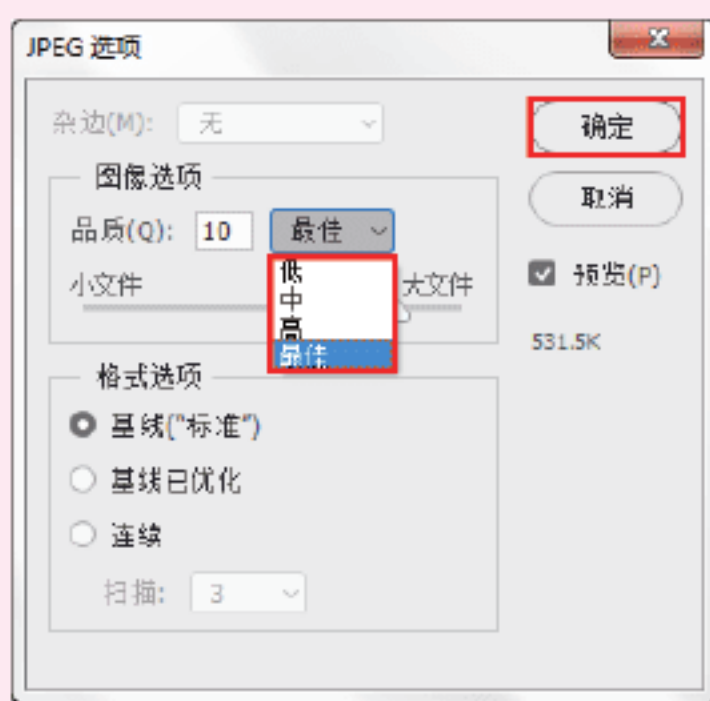 JPEG 选项
杂边(M): 无
确定
图像选项
取消
品质(Q): 10 最佳
预览(P)
小文件 大文件
低
中
高
最佳
531.5K
格式选项
基线("标准")
基线已优化
连续
扫描: 3